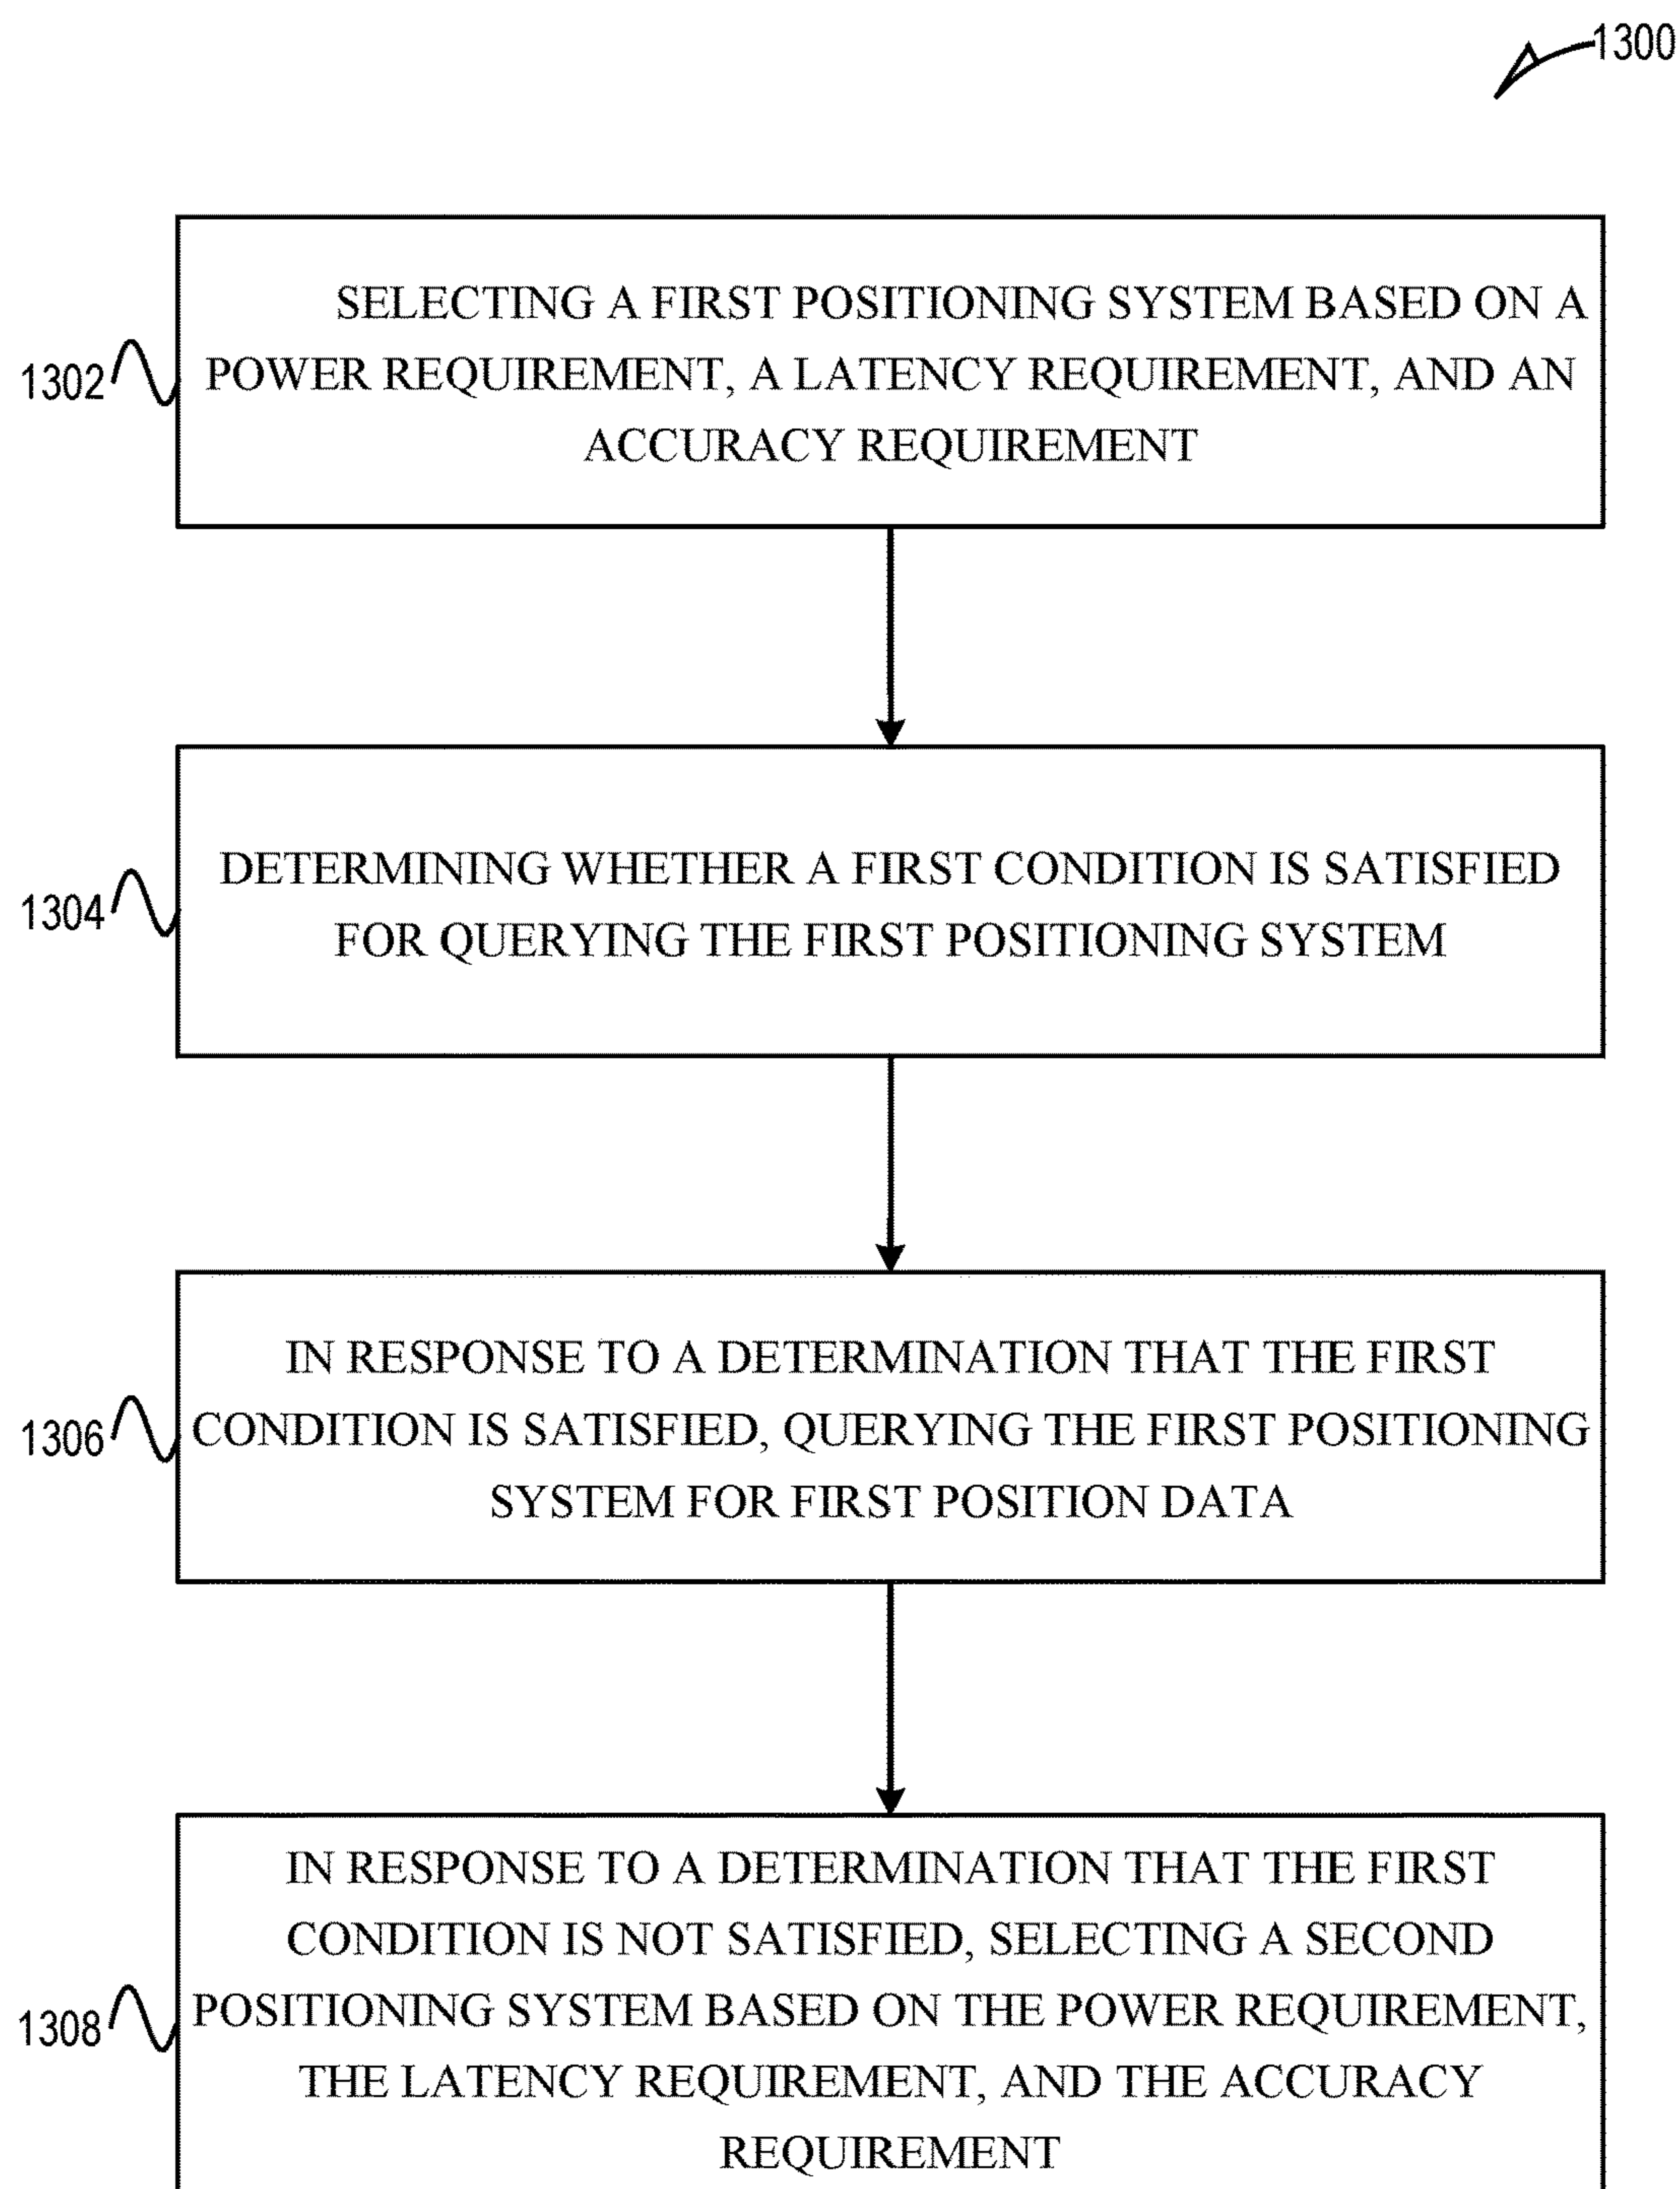 1300
SELECTING A FIRST POSITIONING SYSTEM BASED ON A
POWER REQUIREMENT, A LATENCY REQUIREMENT, AND AN
ACCURACY REQUIREMENT
1302
DETERMINING WHETHER A FIRST CONDITION IS SATISFIED
FOR QUERYING THE FIRST POSITIONING SYSTEM
1304
IN RESPONSE TO A DETERMINATION THAT THE FIRST
CONDITION IS SATISFIED, QUERYING THE FIRST POSITIONING
SYSTEM FOR FIRST POSITION DATA
1306
IN RESPONSE TO A DETERMINATION THAT THE FIRST
CONDITION IS NOT SATISFIED, SELECTING A SECOND
POSITIONING SYSTEM BASED ON THE POWER REQUIREMENT,
THE LATENCY REQUIREMENT, AND THE ACCURACY
REQUIREMENT
1308